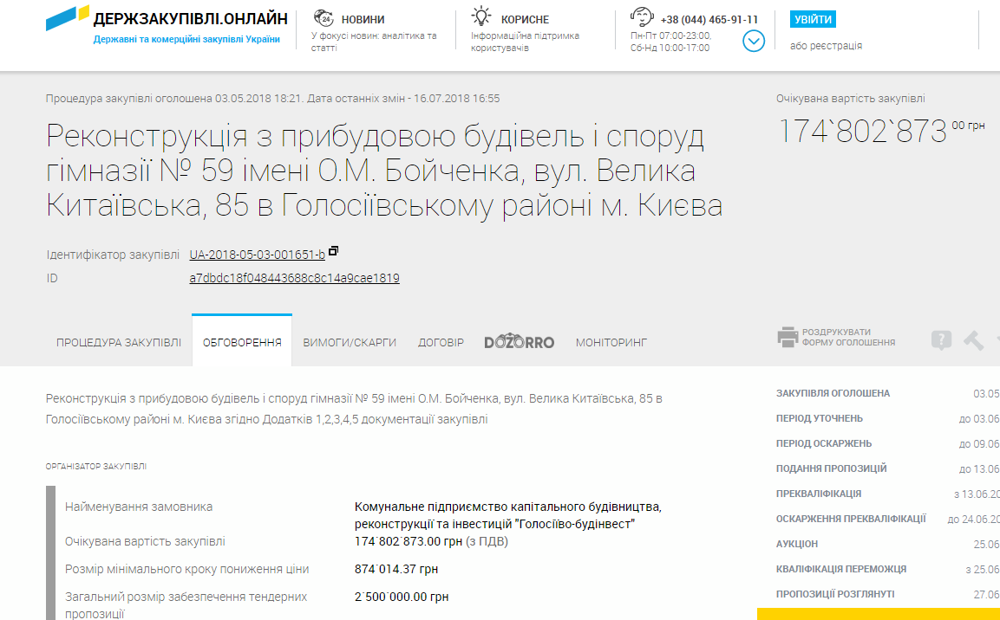 ДЕРЖЗАКУПІВЛІ.ОНЛАЙН
Державні та комерційні закупівлі України
24
НОВИНИ
У фокусі новин: аналітика та
статті
КОРИСНЕ
Інформаційна підтримка
користувачів
+38 (044) 465-91-11
Пн-Пт 07:00-23:00,
Сб-Нд 10:00-17:00
УВІЙТИ
або реєстрація
Процедура закупівлі оголошена 03.05.2018 18:21. Дата останніх змін - 16.07.2018 16:55
Очікувана вартість закупівлі
174`802`873 00 грн
Реконструкція з прибудовою будівель і споруд
гімназії № 59 імені О.М. Бойченка, вул. Велика
Китаївська, 85 в Голосіївському районі м. Києва
Ідентифікатор закупівлі UA-2018-05-03-001651-b
ID a7dbdc18f048443688c8c14a9cae1819
ПРОЦЕДУРА ЗАКУПІВЛІ ОБГОВОРЕННЯ ВИМОГИ/СКАРГИ ДОГОВІР DOZORRO МОНІТОРИНГ
РОЗДРУКУВАТИ
ФОРМУ ОГОЛОШЕННЯ
?
Реконструкція з прибудовою будівель і споруд гімназії № 59 імені О.М. Бойченка, вул. Велика Китаївська, 85 в
Голосіївському районі м. Києва згідно Додатків 1,2,3,4,5 документації закупівлі
ОРГАНІЗАТОР ЗАКУПІВЛІ
Найменування замовника Комунальне підприємство капітального будівництва,
реконструкції та інвестицій "Голосіїво-будінвест"
Очікувана вартість закупівлі 174`802`873.00 грн (з ПДВ)
Розмір мінімального кроку пониження ціни 874`014.37 грн
Загальний розмір забезпечення тендерних 2`500`000.00 грн
пропозиції
ЗАКУПІВЛЯ ОГОЛОШЕНА 03.05
ПЕРІОД УТОЧНЕНЬ до 03.06
ПЕРІОД ОСКАРЖЕНЬ до 09.06
ПОДАННЯ ПРОПОЗИЦІЙ до 13.06
ПРЕКВАЛІФІКАЦІЯ з 13.06.20
ОСКАРЖЕННЯ ПРЕКВАЛІФІКАЦІЇ до 24.06.20
АУКЦІОН 25.06
КВАЛІФІКАЦІЯ ПЕРЕМОЖЦЯ з 25.06
ПРОПОЗИЦІЇ РОЗГЛЯНУТІ 27.06